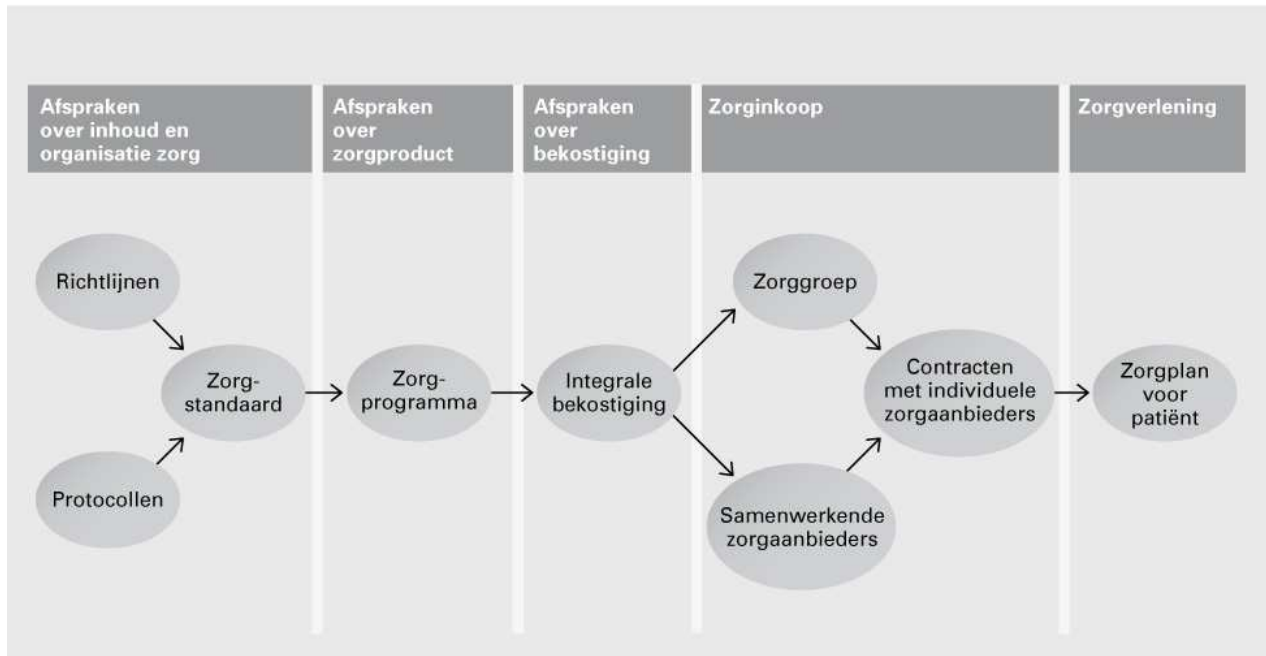 Afspraken
over inhoud en
organisatie zorg
Afspraken
over
zorgproduct
Afspraken
over
bekostiging
Zorginkoop
Zorgverlening
Richtlijnen
Zorg-
standaard
Protocollen
Zorg-
programma
Integrale
bekostiging
Zorggroep
Samenwerkende
zorgaanbieders
Contracten
met individuele
zorgaanbieders
Zorgplan
voor
patiënt